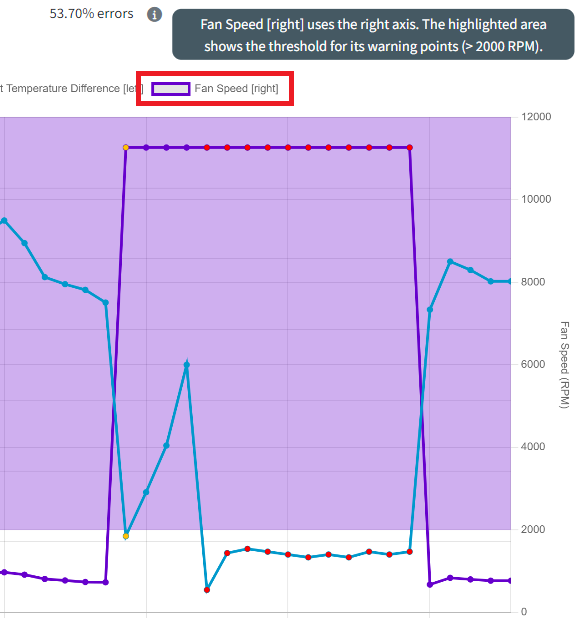 53.70% errors
Fan Speed [right] uses the right axis. The highlighted area
shows the threshold for its warning points (> 2000 RPM).
t Temperature Difference [left]
Fan Speed [right]
12000
10000
8000
6000
4000
2000
0
Fan Speed (RPM)